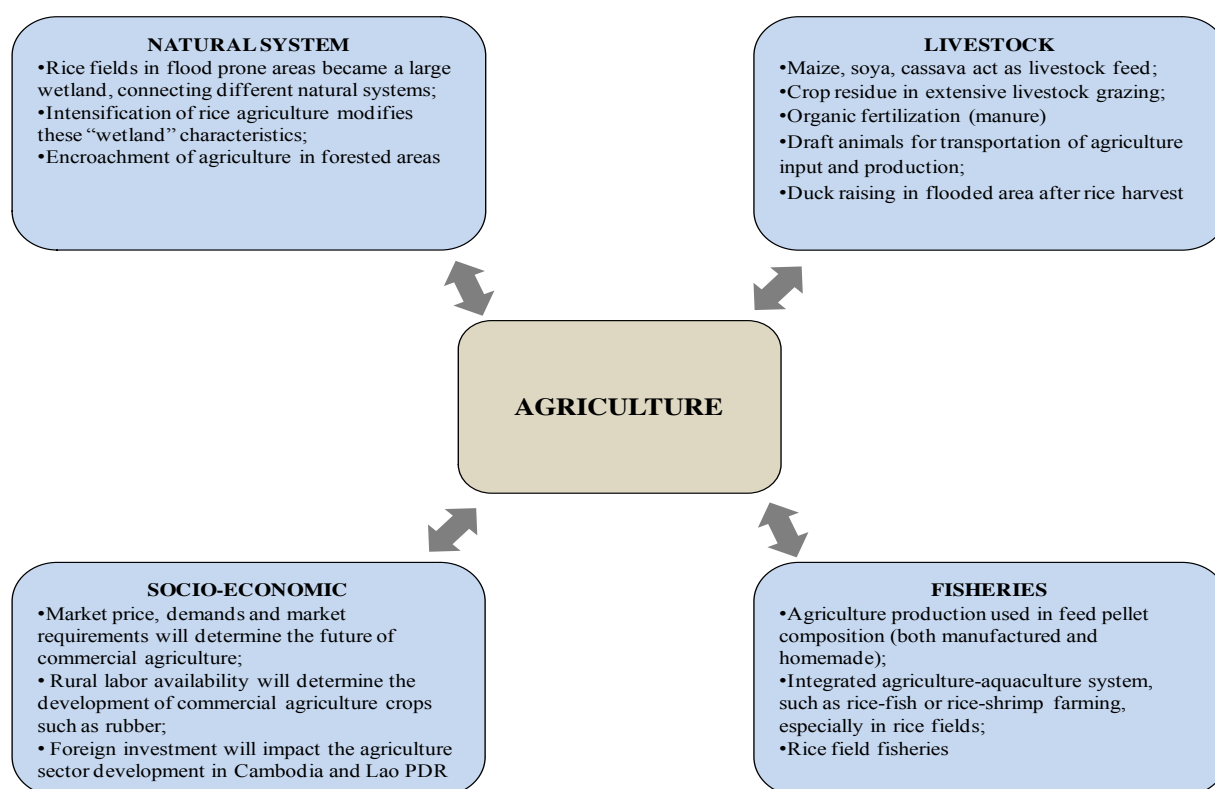 NATURAL SYSTEM
•Rice fields in flood prone areas became a large
wetland, connecting different natural systems;
•Intensification of rice agriculture modifies
these “wetland” characteristics;
•Encroachment of agriculture in forested areas
LIVESTOCK
•Maize, soya, cassava act as livestock feed;
•Crop residue in extensive livestock grazing;
•Organic fertilization (manure)
•Draft animals for transportation of agriculture
input and production;
•Duck raising in flooded area after rice harvest
AGRICULTURE
SOCIO-ECONOMIC
•Market price, demands and market
requirements will determine the future of
commercial agriculture;
• Rural labor availability will determine the
development of commercial agriculture crops
such as rubber;
• Foreign investment will impact the agriculture
sector development in Cambodia and Lao PDR
FISHERIES
•Agriculture production used in feed pellet
composition (both manufactured and
homemade);
•Integrated agriculture-aquaculture system,
such as rice-fish or rice-shrimp farming,
especially in rice fields;
•Rice field fisheries